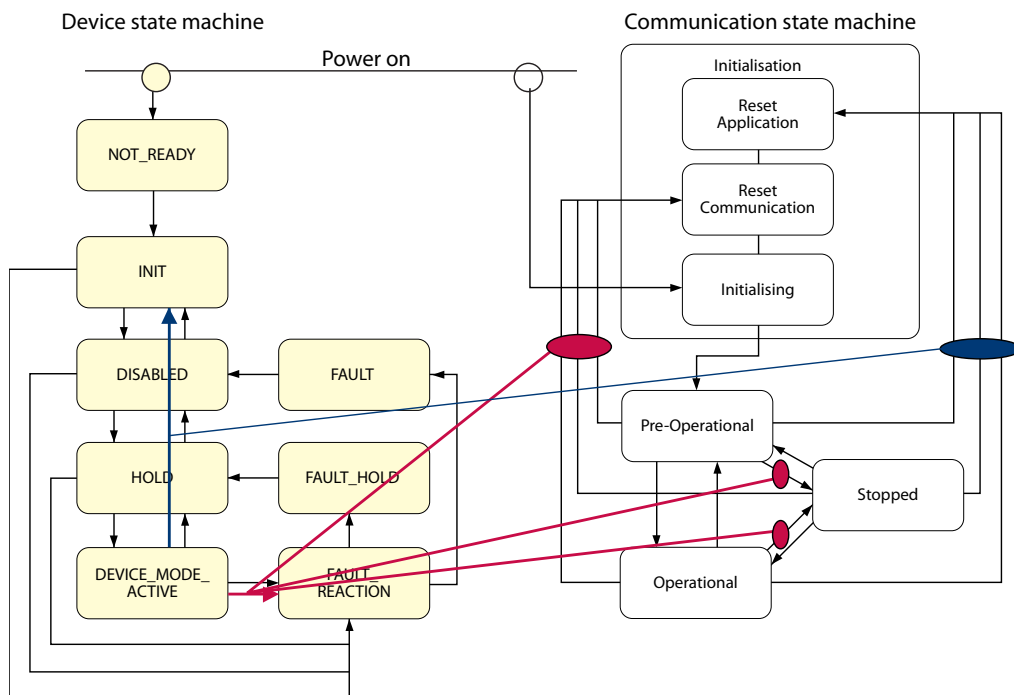 Device state machine
Communication state machine
Power on
Initialisation
Reset
Application
NOT_READY
Reset
Communication
INIT
Initialising
DISABLED
FAULT
Pre-Operational
HOLD
FAULT_HOLD
Stopped
DEVICE_MODE_
ACTIVE
FAULT_
REACTION
Operational